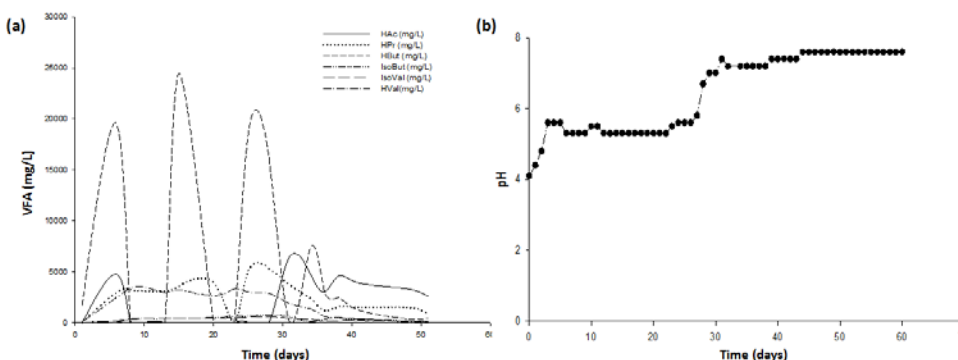 (a)
30000
25000
20000
15000
10000
5000
0
VFA (mg/L)
0 10 20 30 40 50 60
Time (days)
HAc (mg/L)
HPr (mg/L)
HBut (mg/L)
IsoBut (mg/L)
IsoVal (mg/L)
HVal(mg/L)
(b)
8
6
4
2
0
pH
0 10 20 30 40 50 60 70
Time (days)